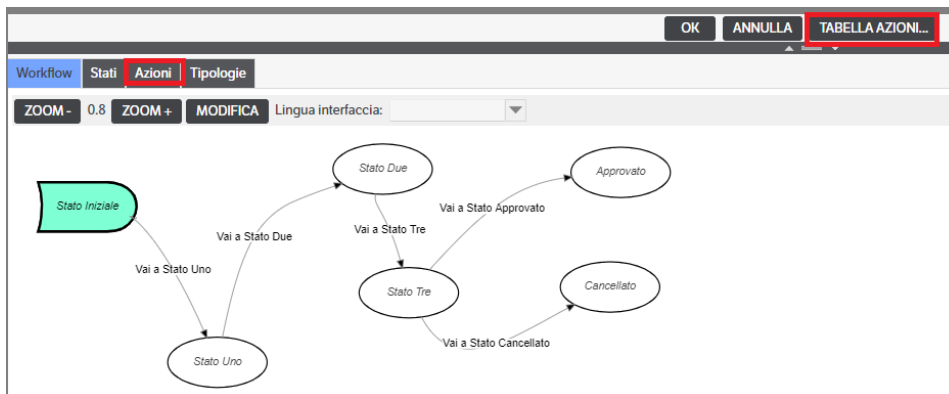 OK ANNULLA TABELLA AZIONI...
Workflow Stati Azioni Tipologie
ZOOM - 0.8 ZOOM + MODIFICA Lingua interfaccia:
Stato Due
Approvato
Stato Iniziale
Vai a Stato Approvato
Vai a Stato Due
Vai a Stato Tre
Vai a Stato Uno
Stato Tre
Cancellato
Vai a Stato Cancellato
Stato Uno